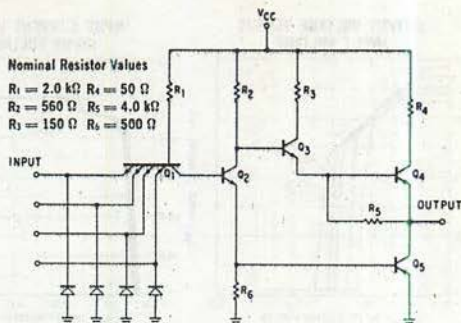 V_CC
Nominal Resistor Values
R₁ = 2.0 kΩ R₄ = 50 Ω
R₂ = 560 Ω R₅ = 4.0 kΩ
R₃ = 150 Ω R₆ = 500 Ω
R₁
R₂
R₃
R₄
INPUT
Q₁
Q₂
Q₃
Q₄
R₅
OUTPUT
Q₅
R₆